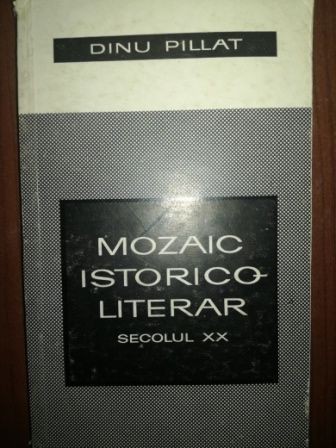 DINU PILLAT
MOZAIC
ISTORICO-
LITERAR
SECOLUL XX